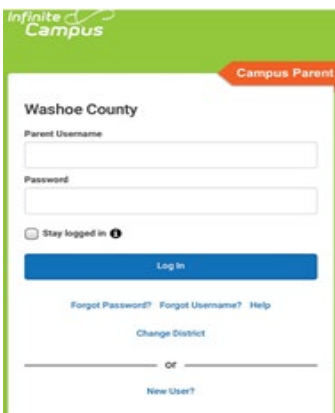 Infinite
Campus
Campus Parent
Washoe County
Parent Username
Password
Stay logged in
Log In
Forgot Password? Forgot Username? Help
Change District
or
New User?